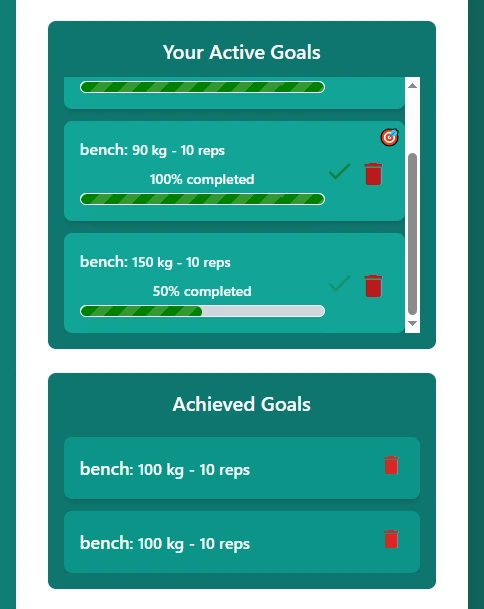 Your Active Goals
bench: 90 kg - 10 reps
100% completed
bench: 150 kg - 10 reps
50% completed
Achieved Goals
bench: 100 kg - 10 reps
bench: 100 kg - 10 reps